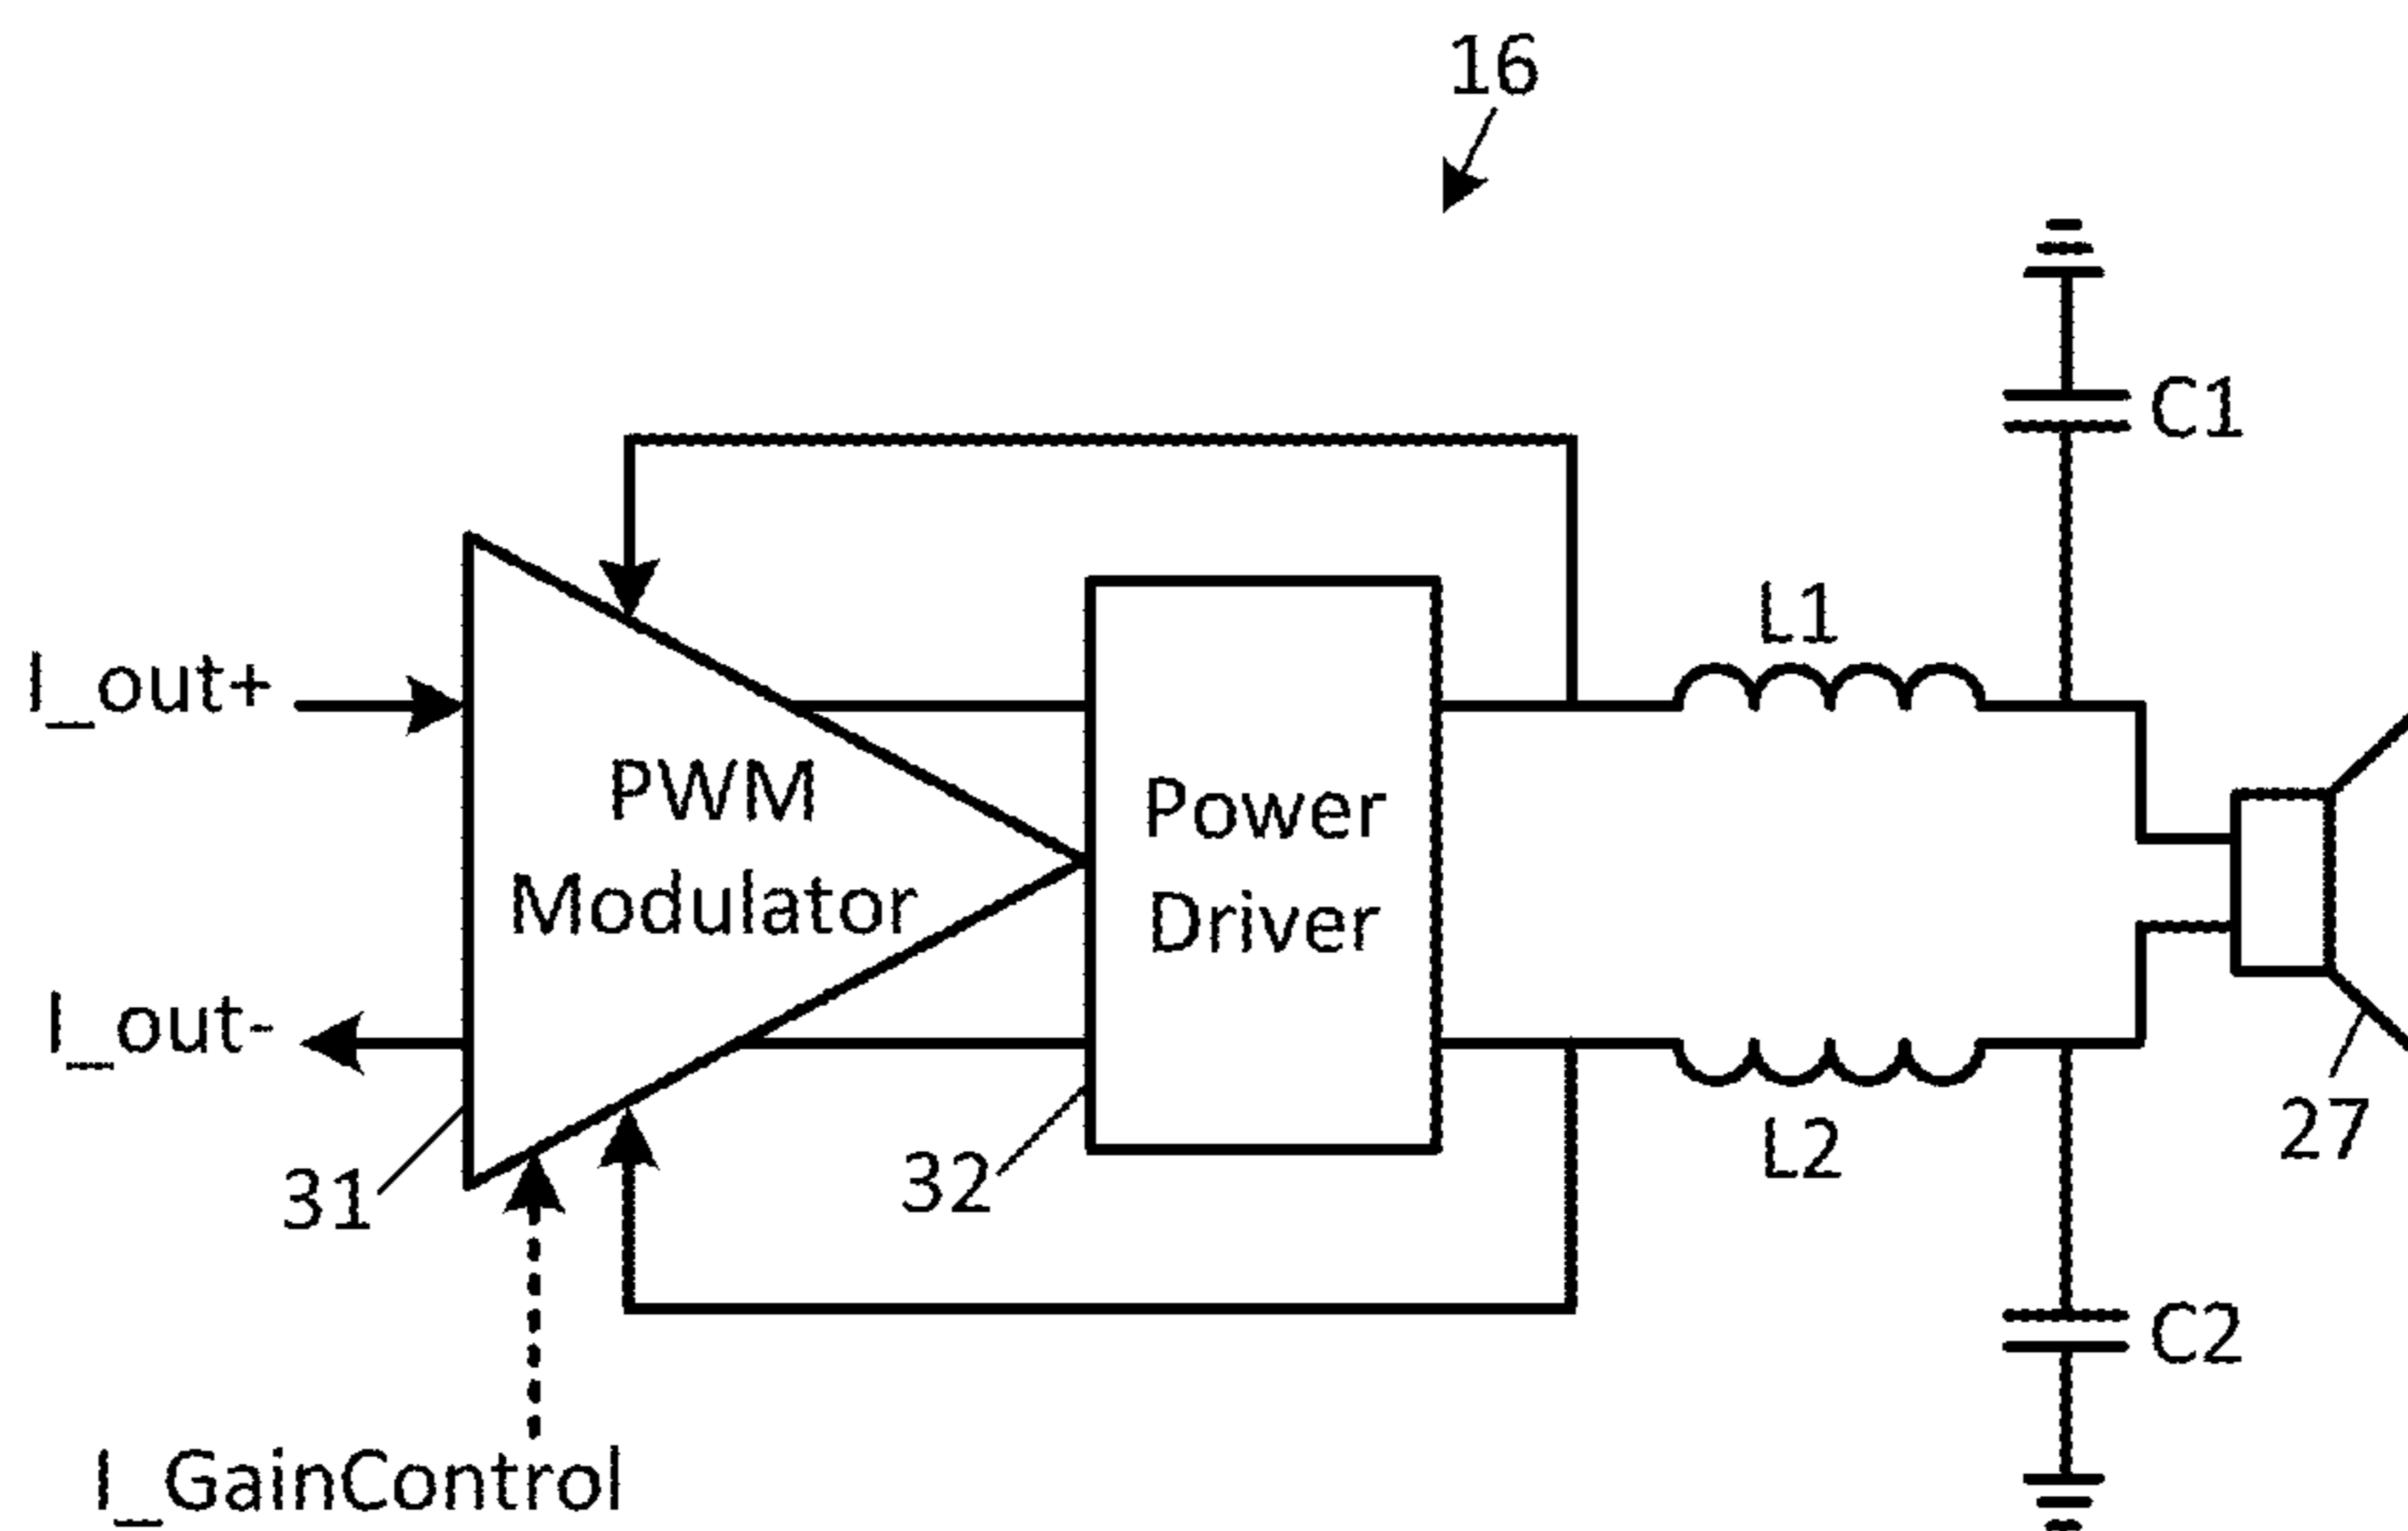 16
C1
L1
I_out+
PWM
Modulator
Power
Driver
I_out-
31
32
L2
27
C2
I_GainControl